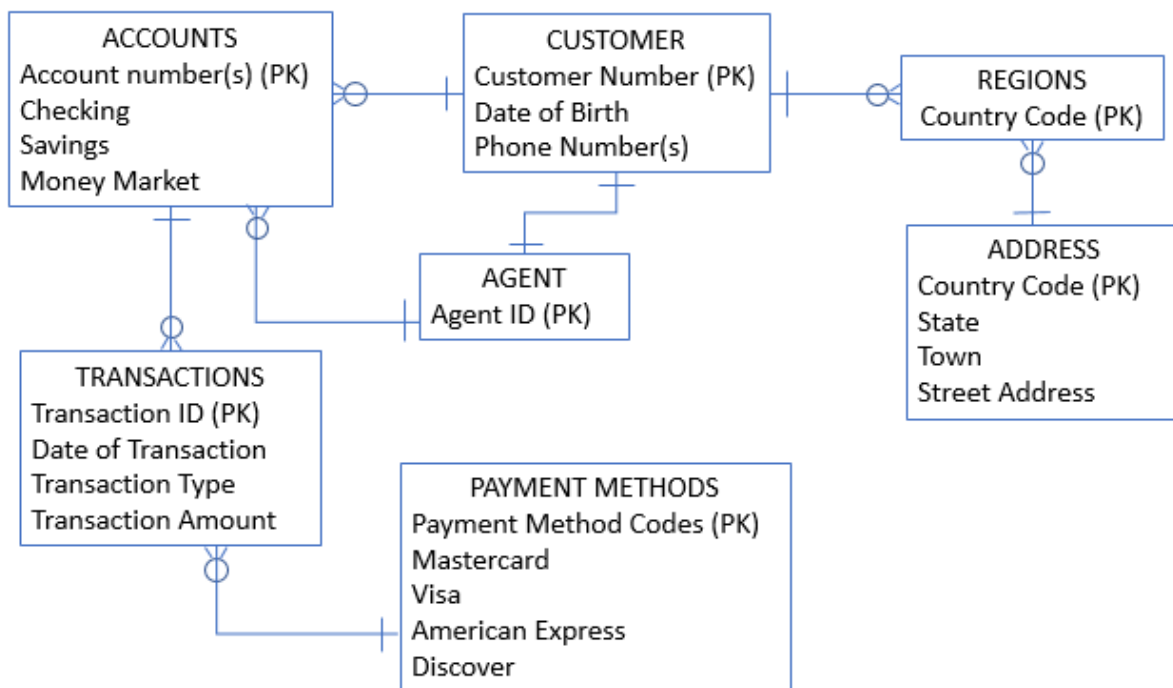 ACCOUNTS
Account number(s) (PK)
Checking
Savings
Money Market
CUSTOMER
Customer Number (PK)
Date of Birth
Phone Number(s)
REGIONS
Country Code (PK)
AGENT
Agent ID (PK)
ADDRESS
Country Code (PK)
State
Town
Street Address
TRANSACTIONS
Transaction ID (PK)
Date of Transaction
Transaction Type
Transaction Amount
PAYMENT METHODS
Payment Method Codes (PK)
Mastercard
Visa
American Express
Discover